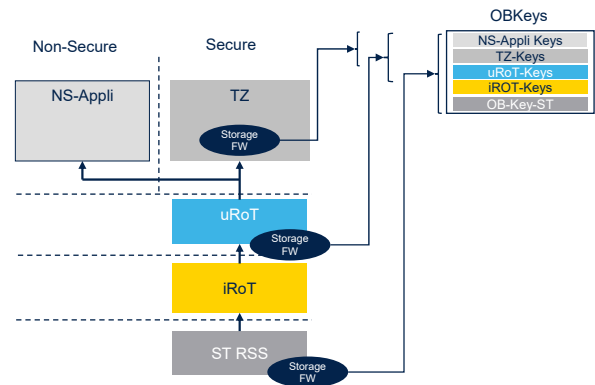 OBKeys
Non-Secure
Secure
NS-Appli Keys
TZ-Keys
uRoT-Keys
iROT-Keys
OB-Key-ST
NS-Appli
TZ
Storage
FW
uRoT
Storage
FW
iRoT
ST RSS
Storage
FW